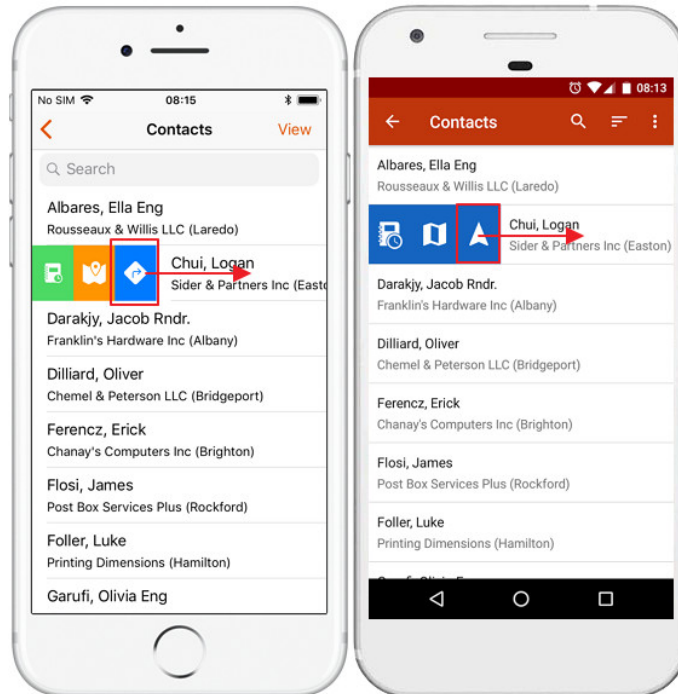 No SIM 08:15
Contacts View
Search
Albares, Ella Eng
Rousseaux & Willis LLC (Laredo)
Chui, Logan
Sider & Partners Inc (Easto
Darakjy, Jacob Rndr.
Franklin's Hardware Inc (Albany)
Dilliard, Oliver
Chemel & Peterson LLC (Bridgeport)
Ferencz, Erick
Chanay's Computers Inc (Brighton)
Flosi, James
Post Box Services Plus (Rockford)
Foller, Luke
Printing Dimensions (Hamilton)
Garufi, Olivia Eng
08:13
Contacts
Albares, Ella Eng
Rousseaux & Willis LLC (Laredo)
Chui, Logan
Sider & Partners Inc (Easton)
Darakjy, Jacob Rndr.
Franklin's Hardware Inc (Albany)
Dilliard, Oliver
Chemel & Peterson LLC (Bridgeport)
Ferencz, Erick
Chanay's Computers Inc (Brighton)
Flosi, James
Post Box Services Plus (Rockford)
Foller, Luke
Printing Dimensions (Hamilton)